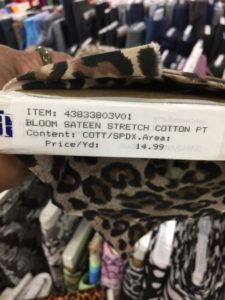 ITEM: 43833803V01
BLOOM SATEEN STRETCH COTTON PT
Content: COTT/SPDX.Area:
Price/Yd: 14.99